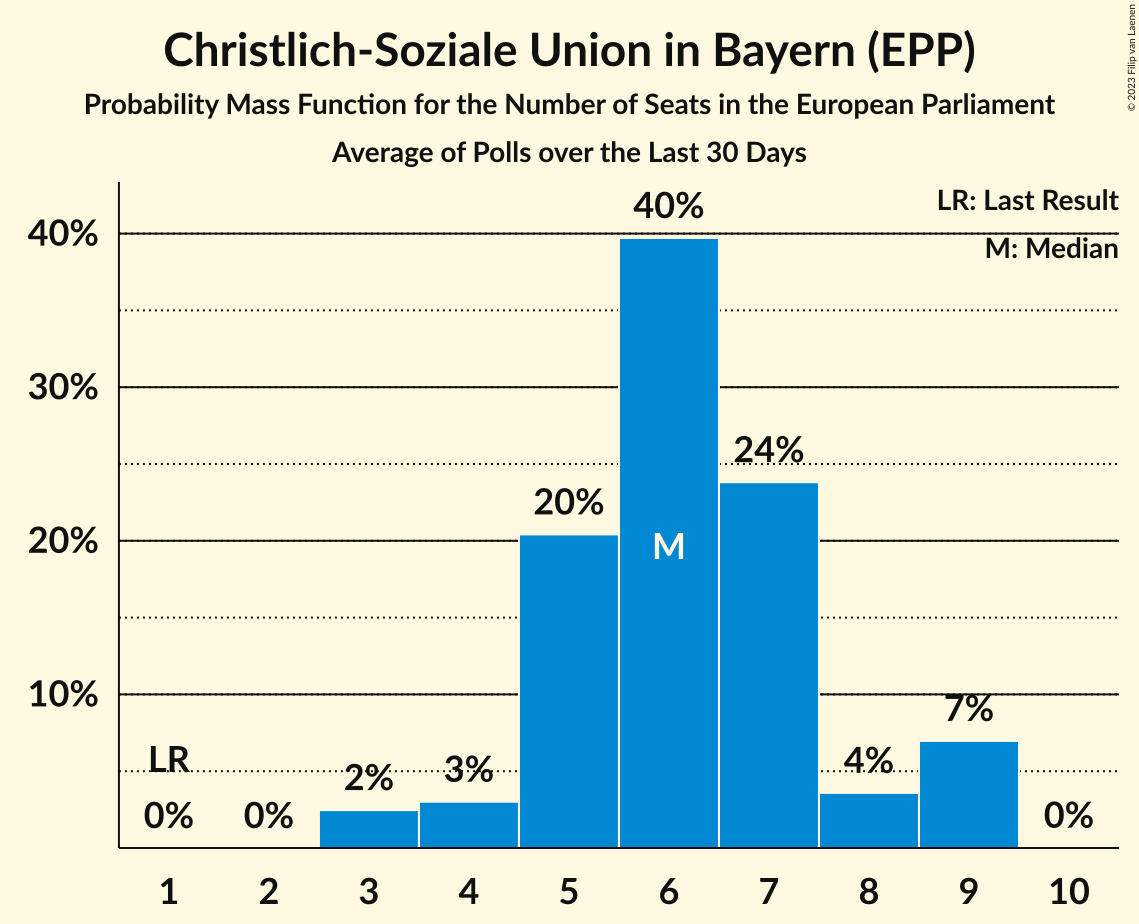 Christlich-Soziale Union in Bayern (EPP)
Probability Mass Function for the Number of Seats in the European Parliament
Average of Polls over the Last 30 Days
© 2023 Filip van Laenen
LR: Last Result
M: Median
40%
30%
20%
10%
LR
0%
0%
2%
3%
20%
40%
M
24%
4%
7%
0%
1 2 3 4 5 6 7 8 9 10